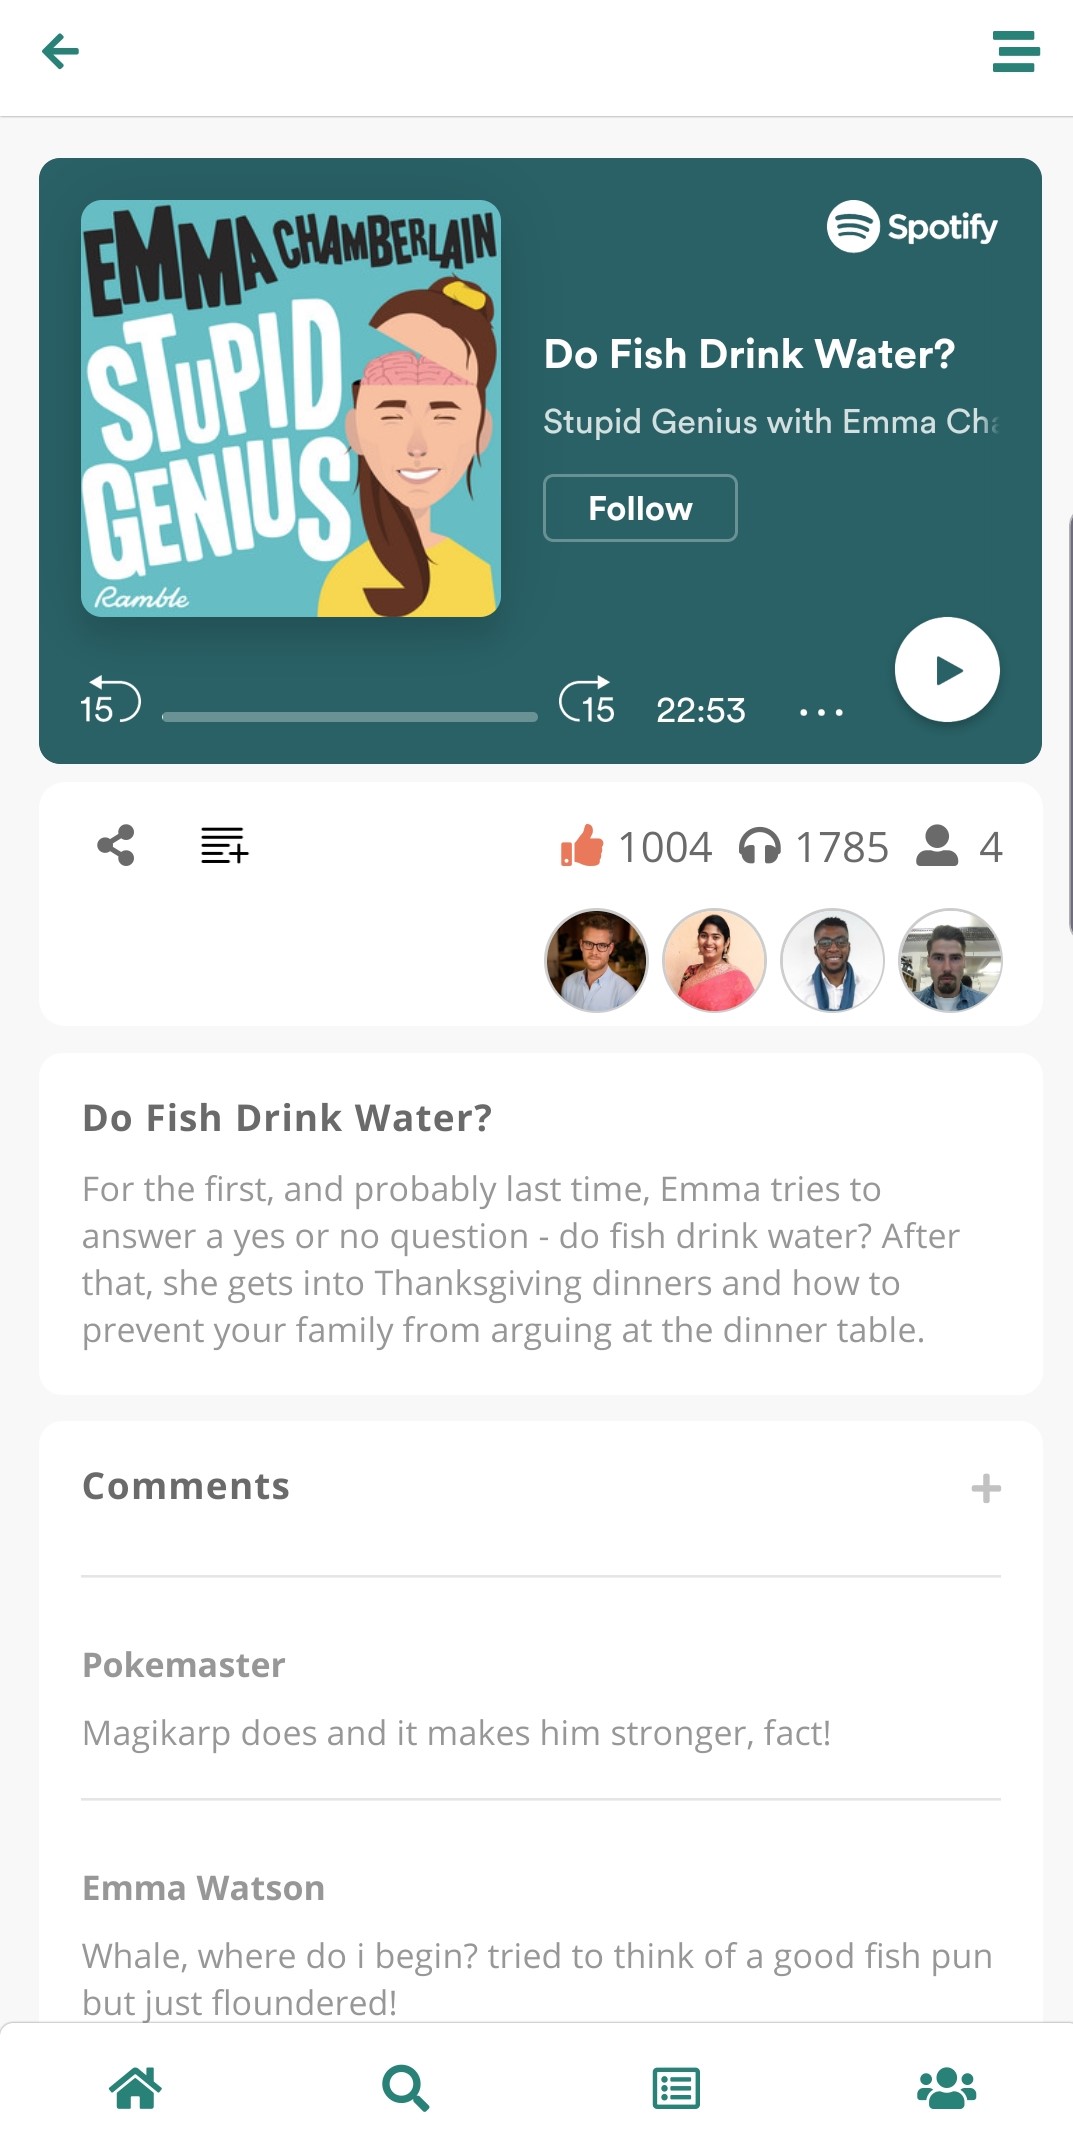 EMMA CHAMBERLAIN
STUPID
GENIUS
Ramble
Spotify
Do Fish Drink Water?
Stupid Genius with Emma Cha
Follow
15
15
22:53
1004
1785
4
Do Fish Drink Water?
For the first, and probably last time, Emma tries to
answer a yes or no question - do fish drink water? After
that, she gets into Thanksgiving dinners and how to
prevent your family from arguing at the dinner table.
Comments
Pokemaster
Magikarp does and it makes him stronger, fact!
Emma Watson
Whale, where do i begin? tried to think of a good fish pun
but just floundered!